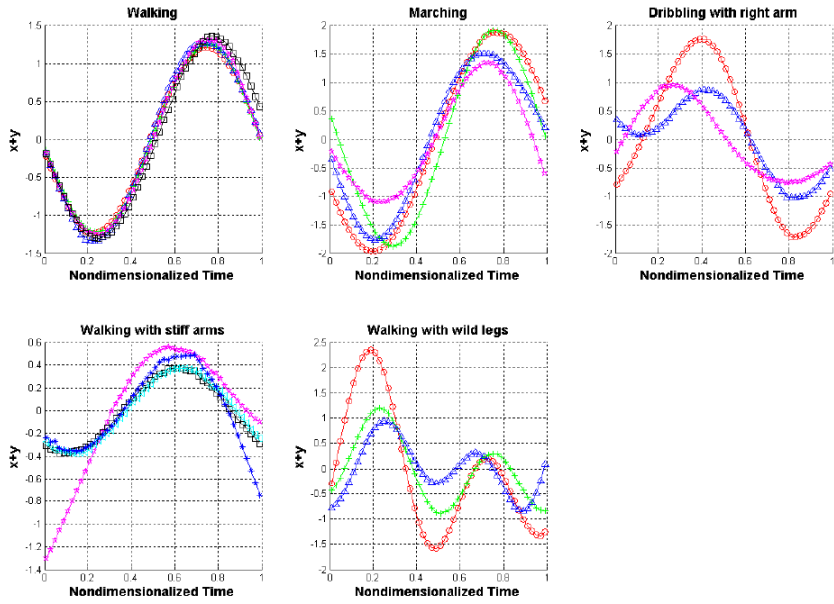 Walking
1.5
1
0.5
0
-0.5
-1
-1.5
x+y
0 0.2 0.4 0.6 0.8 1
Nondimensionalized Time
Marching
2
1.5
1
0.5
0
-0.5
-1
-1.5
-2
x+y
0 0.2 0.4 0.6 0.8 1
Nondimensionalized Time
Dribbling with right arm
2
1.5
1
0.5
0
-0.5
-1
-1.5
-2
x+y
0 0.2 0.4 0.6 0.8 1
Nondimensionalized Time
Walking with stiff arms
0.6
0.4
0.2
0
-0.2
-0.4
-0.6
-0.8
-1
-1.2
-1.4
x+y
0 0.2 0.4 0.6 0.8 1
Nondimensionalized Time
Walking with wild legs
2.5
2
1.5
1
0.5
0
-0.5
-1
-1.5
-2
x+y
0 0.2 0.4 0.6 0.8 1
Nondimensionalized Time